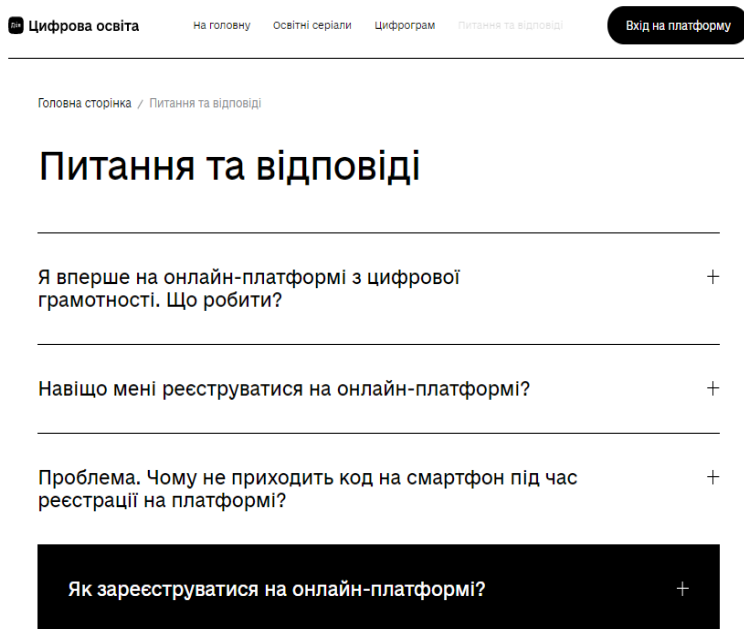 Дія Цифрова освіта
На головну Освітні серіали Цифрограм Питання та відповіді Вхід на платформу
Головна сторінка / Питання та відповіді
Питання та відповіді
Я вперше на онлайн-платформі з цифрової
грамотності. Що робити?
Навіщо мені реєструватися на онлайн-платформі?
Проблема. Чому не приходить код на смартфон під час
реєстрації на платформі?
Як зареєструватися на онлайн-платформі?